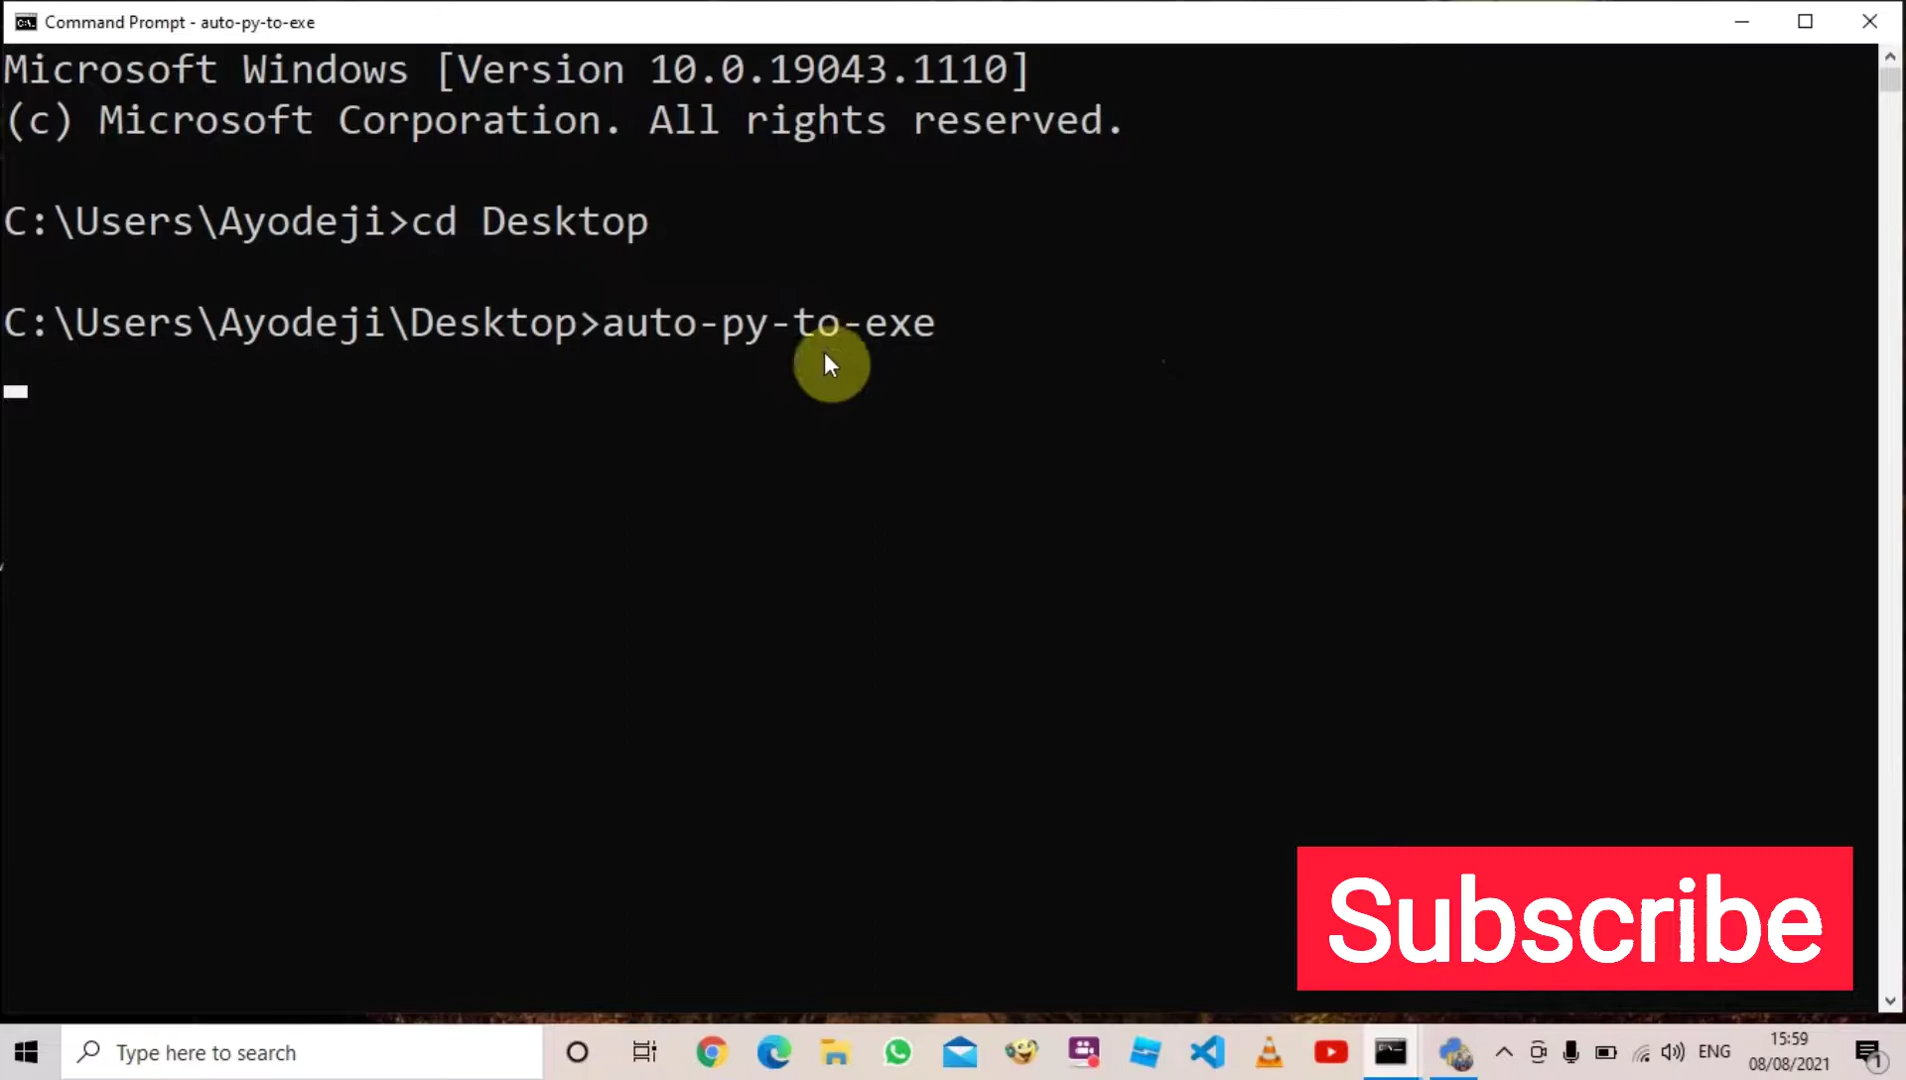 Command Prompt - auto-py-to-exe
Microsoft Windows [Version 10.0.19043.1110]
(c) Microsoft Corporation. All rights reserved.
C:\Users\Ayodeji>cd Desktop
C:\Users\Ayodeji\Desktop>auto-py-to-exe
Subscribe
Type here to search
ENG
15:59
08/08/2021
1